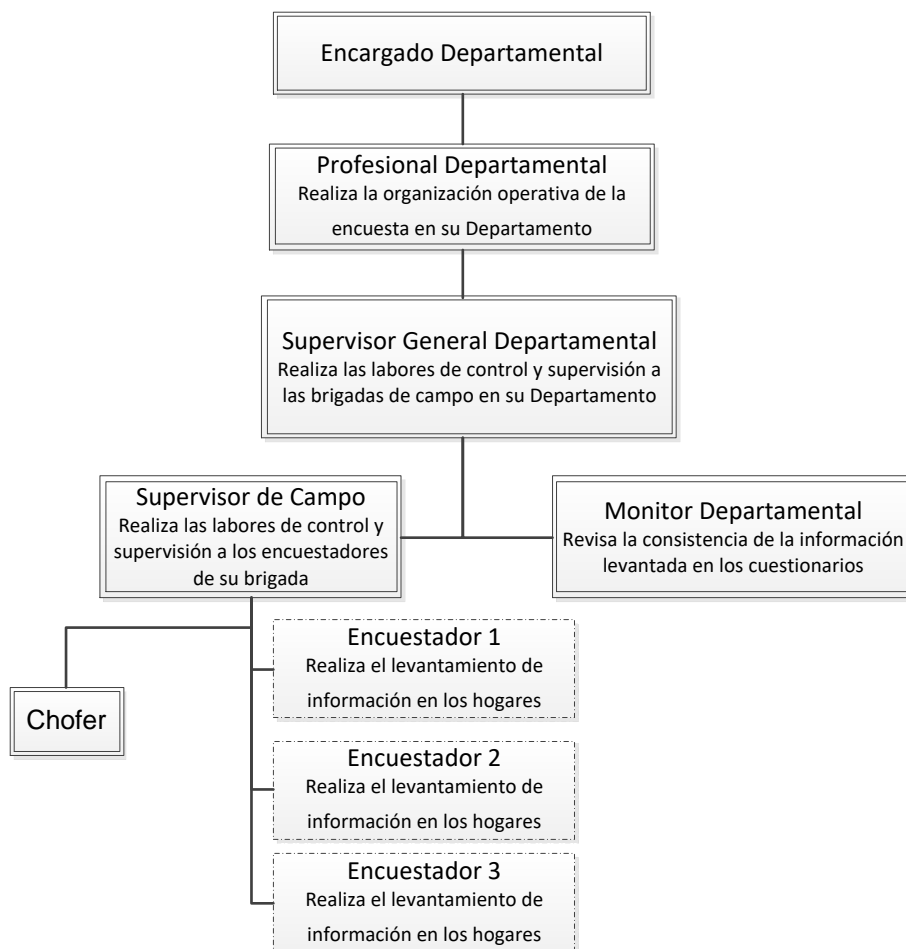 Encargado Departamental
Profesional Departamental
Realiza la organización operativa de la
encuesta en su Departamento
Supervisor General Departamental
Realiza las labores de control y supervisión a
las brigadas de campo en su Departamento
Supervisor de Campo
Realiza las labores de control y
supervisión a los encuestadores
de su brigada
Monitor Departamental
Revisa la consistencia de la información
levantada en los cuestionarios
Chofer
Encuestador 1
Realiza el levantamiento de
información en los hogares
Encuestador 2
Realiza el levantamiento de
información en los hogares
Encuestador 3
Realiza el levantamiento de
información en los hogares